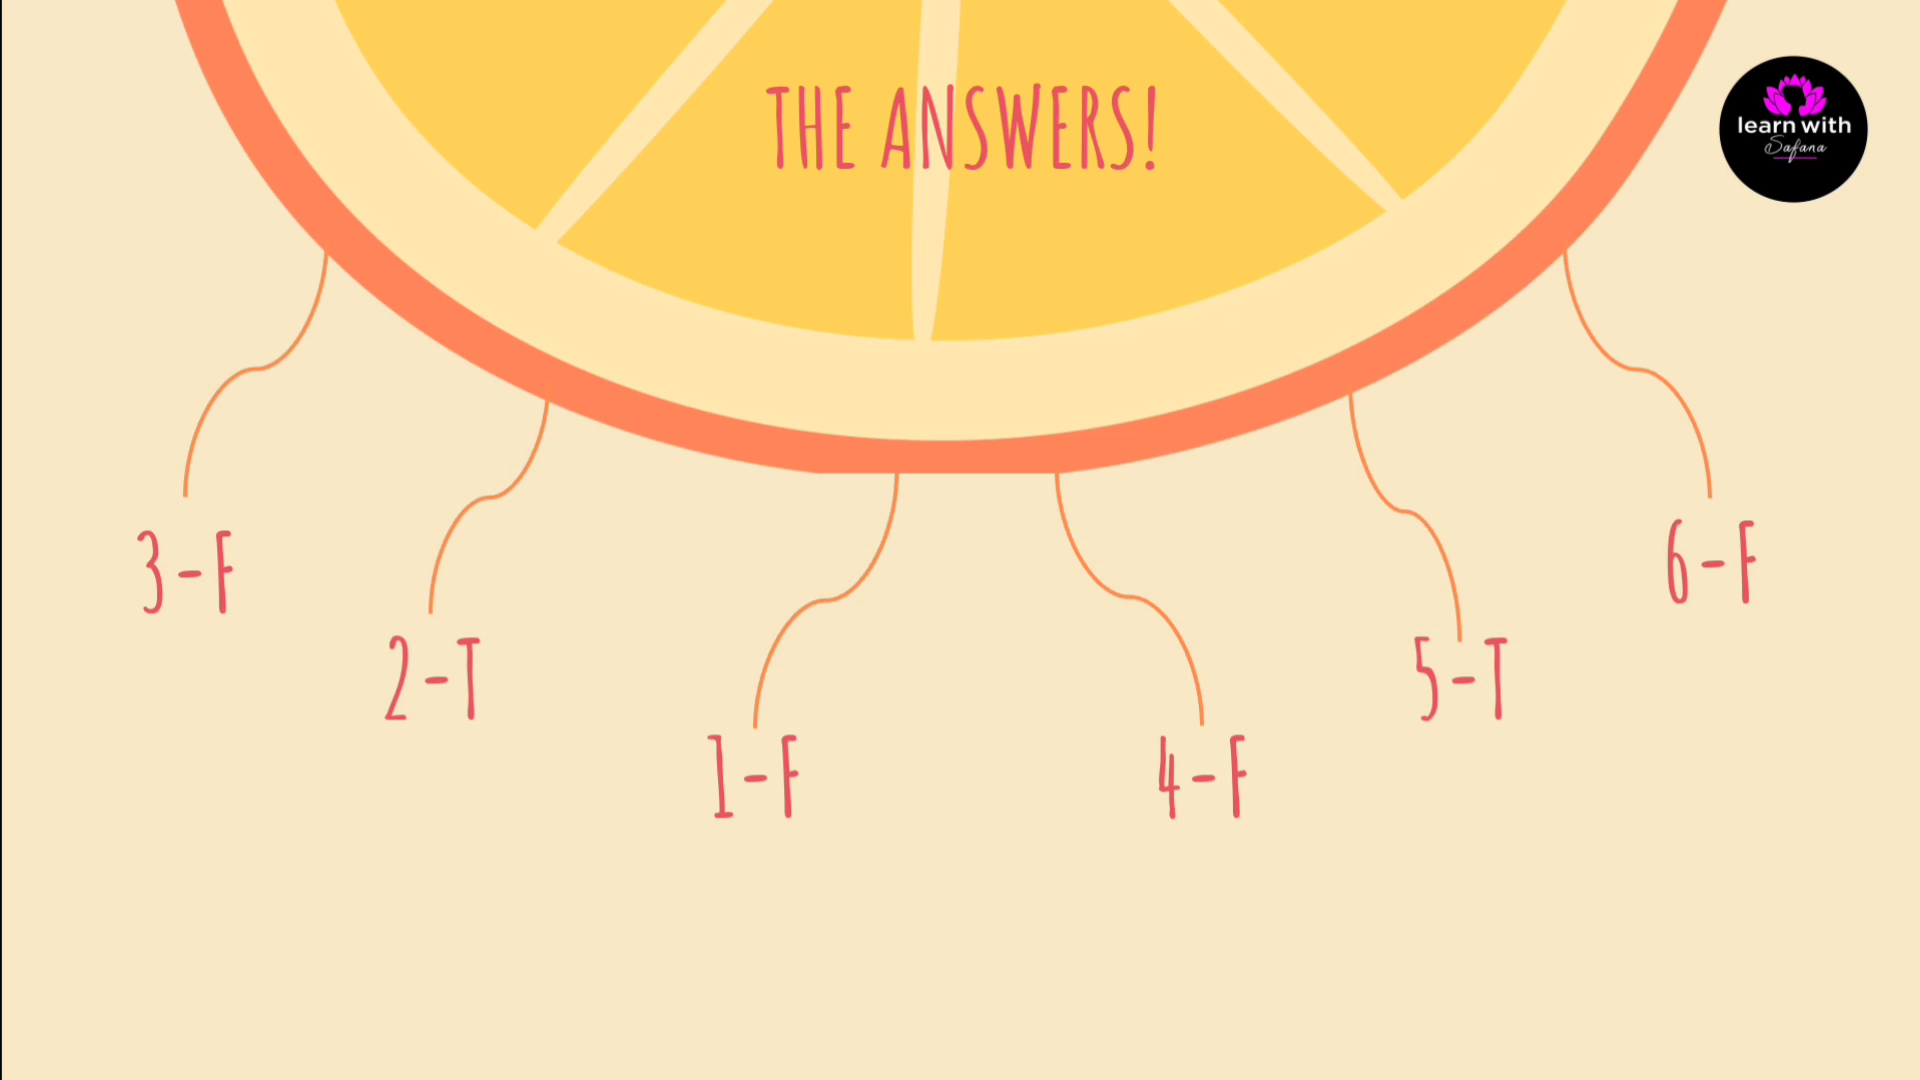 THE ANSWERS!
learn with
Safana
3-F
2-T
1-F
4-F
5-T
6-F